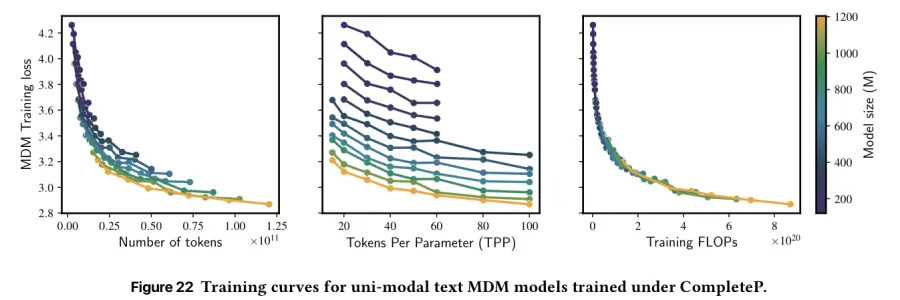 4.2
4.0
3.8
3.6
3.4
3.2
3.0
2.8
MDM Training loss
0.00 0.25 0.50 0.75 1.00 1.25
Number of tokens
×10¹¹
20 40 60 80 100
Tokens Per Parameter (TPP)
0 2 4 6 8
Training FLOPs
×10²⁰
1200
1000
800
600
400
200
Model size (M)
Figure 22 Training curves for uni-modal text MDM models trained under CompleteP.